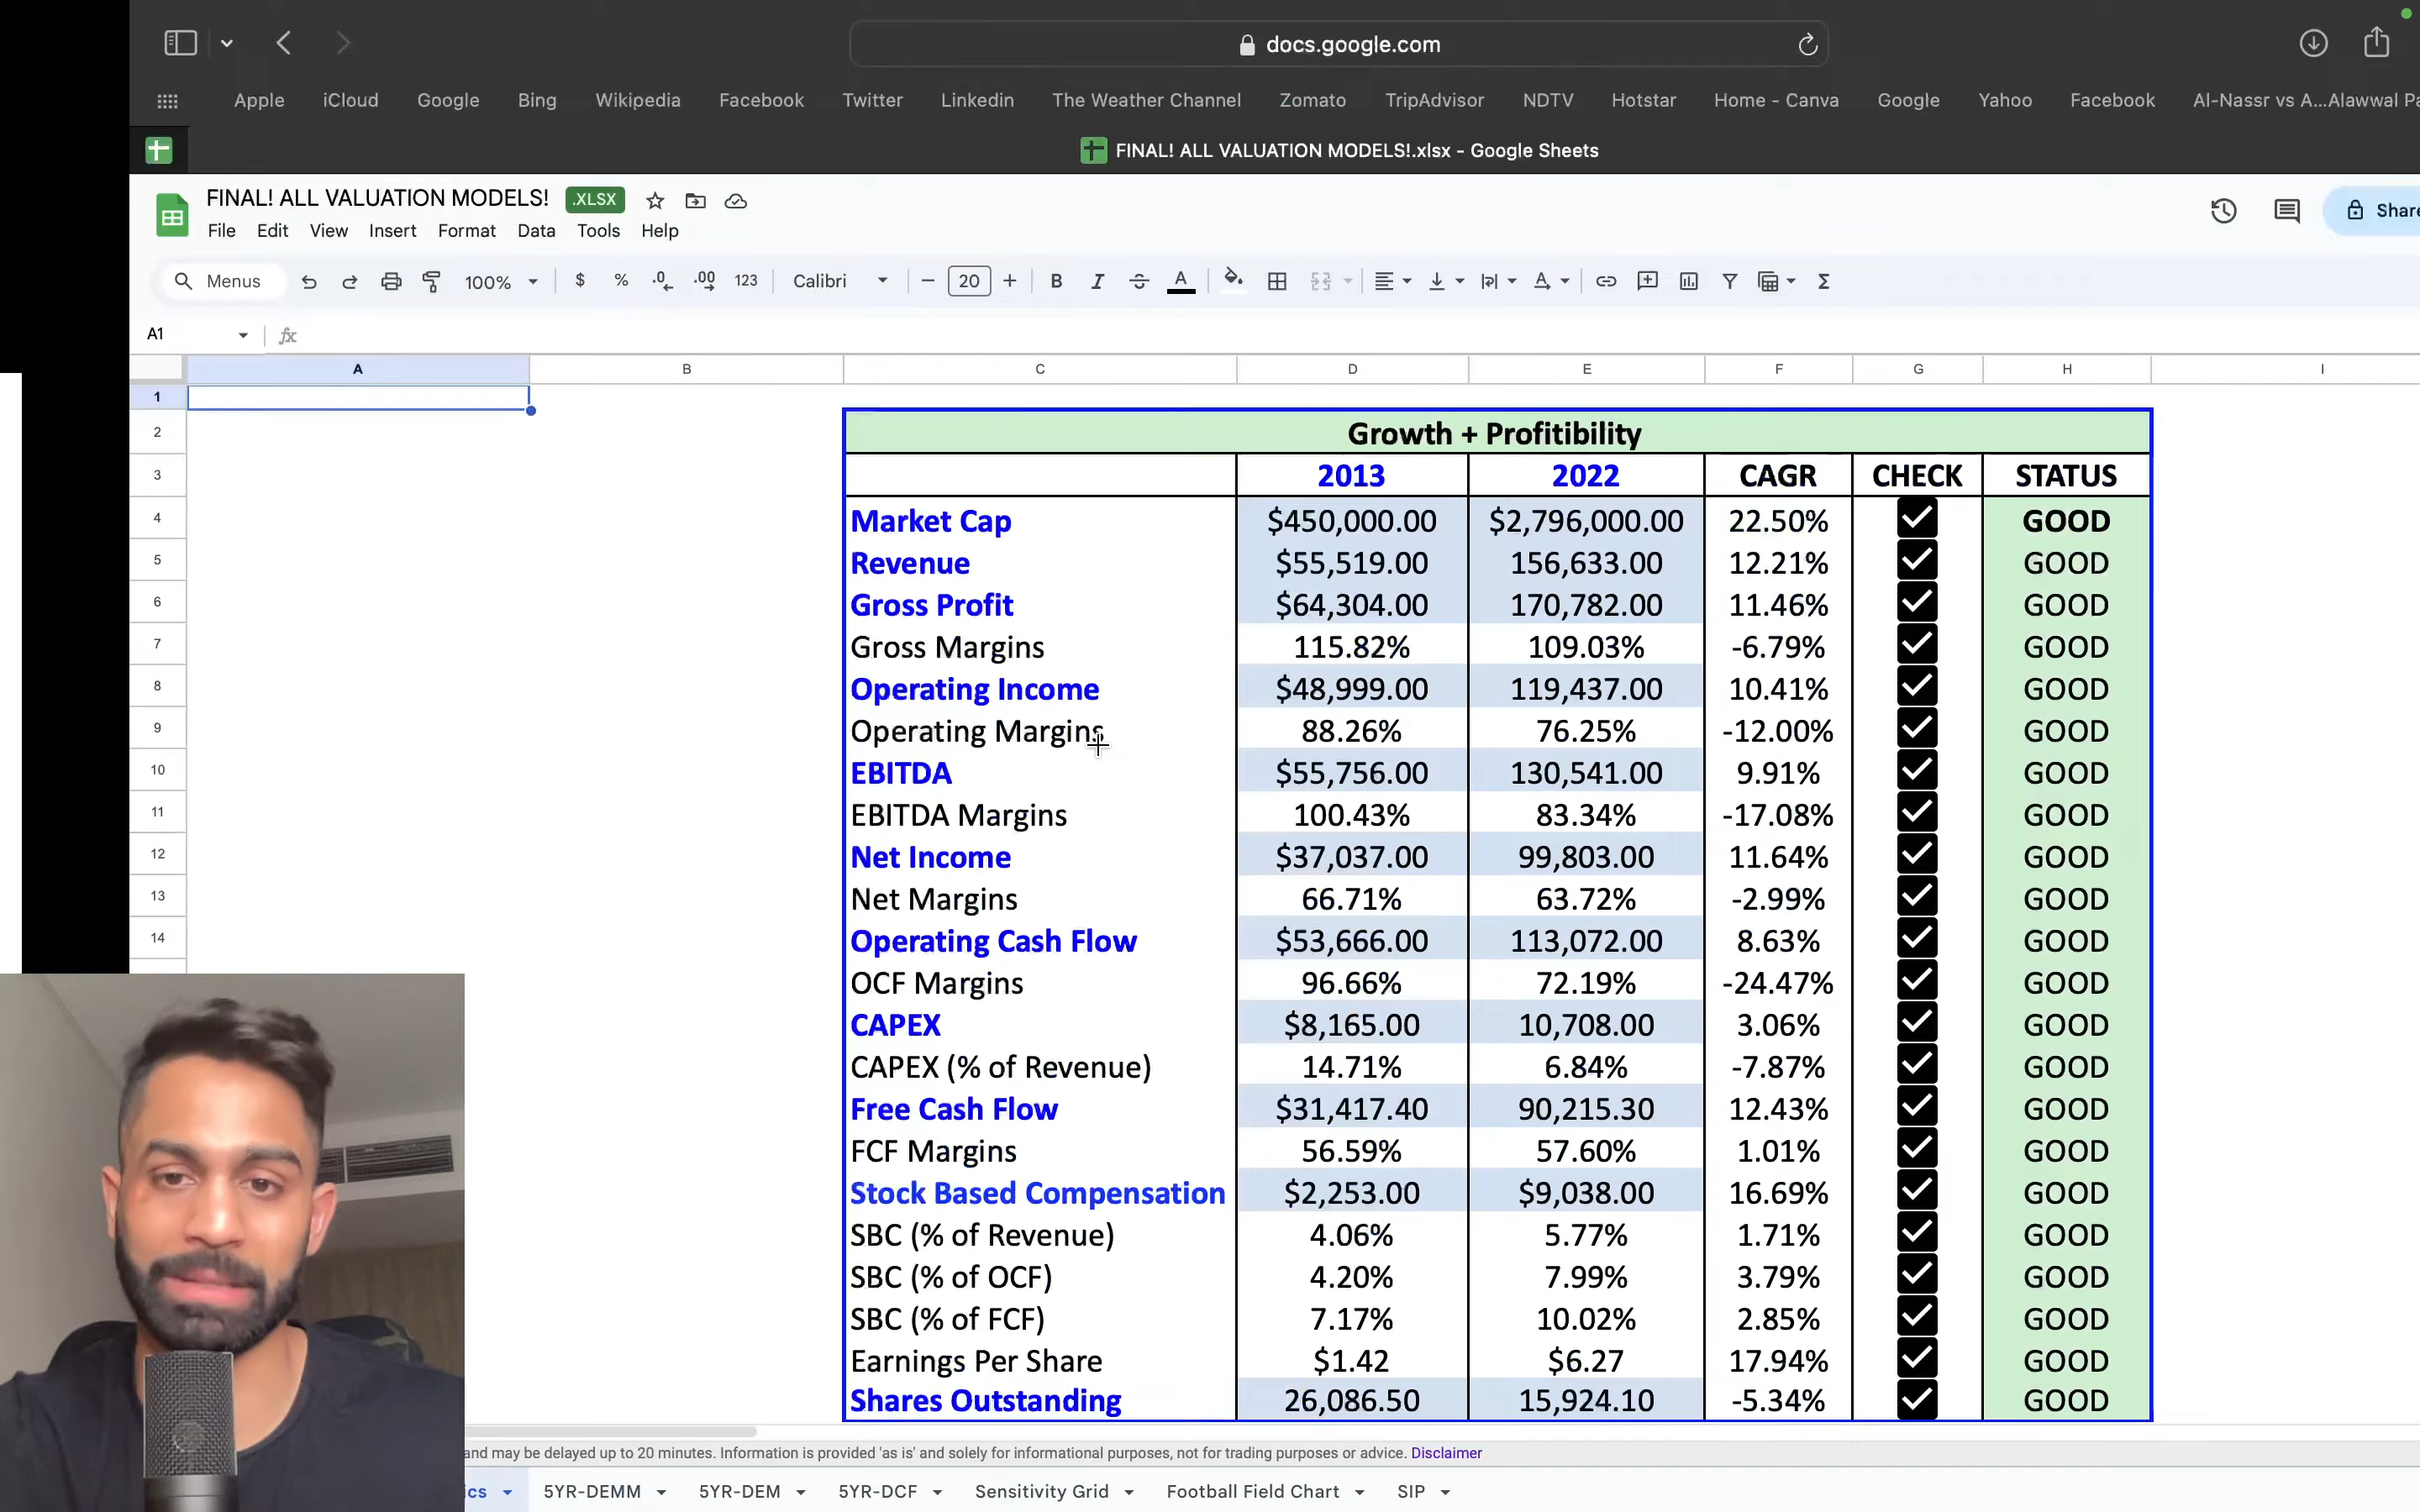 docs.google.com
Apple iCloud Google Bing Wikipedia Facebook Twitter Linkedin The Weather Channel Zomato TripAdvisor NDTV Hotstar Home - Canva Google Yahoo Facebook Al-Nassr vs A...Alawwal Pa
FINAL! ALL VALUATION MODELS!.xlsx - Google Sheets
FINAL! ALL VALUATION MODELS! .XLSX
Share
File Edit View Insert Format Data Tools Help
Menus 100% $ % .0 .00 123 Calibri 20 B I A
A1 fx
A B C D E F G H I
1
2 Growth + Profitibility
3 2013 2022 CAGR CHECK STATUS
4 Market Cap $450,000.00 $2,796,000.00 22.50% GOOD
5 Revenue $55,519.00 156,633.00 12.21% GOOD
6 Gross Profit $64,304.00 170,782.00 11.46% GOOD
7 Gross Margins 115.82% 109.03% -6.79% GOOD
8 Operating Income $48,999.00 119,437.00 10.41% GOOD
9 Operating Margins 88.26% 76.25% -12.00% GOOD
10 EBITDA $55,756.00 130,541.00 9.91% GOOD
11 EBITDA Margins 100.43% 83.34% -17.08% GOOD
12 Net Income $37,037.00 99,803.00 11.64% GOOD
13 Net Margins 66.71% 63.72% -2.99% GOOD
14 Operating Cash Flow $53,666.00 113,072.00 8.63% GOOD
OCF Margins 96.66% 72.19% -24.47% GOOD
CAPEX $8,165.00 10,708.00 3.06% GOOD
CAPEX (% of Revenue) 14.71% 6.84% -7.87% GOOD
Free Cash Flow $31,417.40 90,215.30 12.43% GOOD
FCF Margins 56.59% 57.60% 1.01% GOOD
Stock Based Compensation $2,253.00 $9,038.00 16.69% GOOD
SBC (% of Revenue) 4.06% 5.77% 1.71% GOOD
SBC (% of OCF) 4.20% 7.99% 3.79% GOOD
SBC (% of FCF) 7.17% 10.02% 2.85% GOOD
Earnings Per Share $1.42 $6.27 17.94% GOOD
Shares Outstanding 26,086.50 15,924.10 -5.34% GOOD
and may be delayed up to 20 minutes. Information is provided 'as is' and solely for informational purposes, not for trading purposes or advice. Disclaimer
ics 5YR-DEMM 5YR-DEM 5YR-DCF Sensitivity Grid Football Field Chart SIP